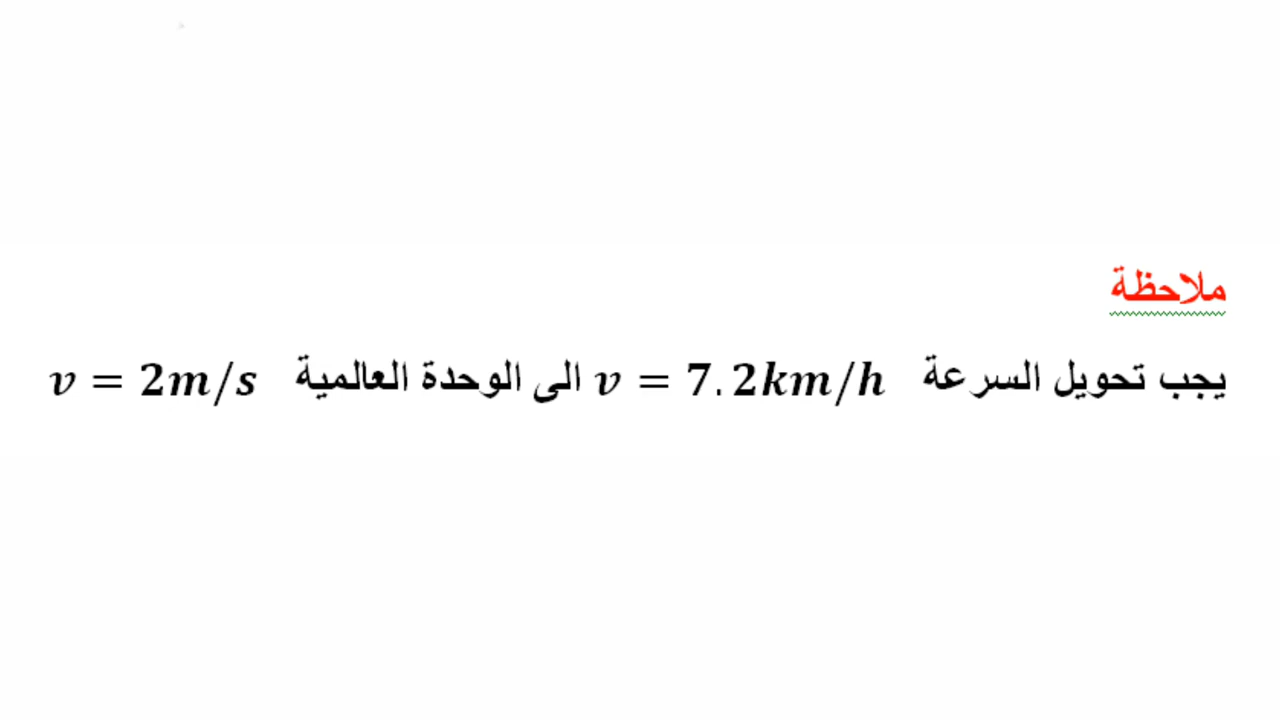 ملاحظة
يجب تحويل السرعة v = 7.2km/h الى الوحدة العالمية v = 2m/s